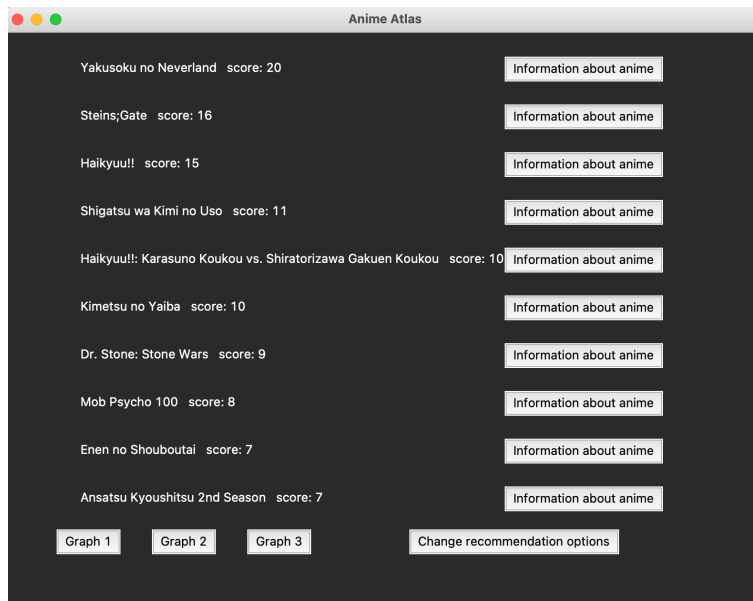 Anime Atlas
Yakusoku no Neverland score: 20 Information about anime
Steins;Gate score: 16 Information about anime
Haikyuu!! score: 15 Information about anime
Shigatsu wa Kimi no Uso score: 11 Information about anime
Haikyuu!!: Karasuno Koukou vs. Shiratorizawa Gakuen Koukou score: 10 Information about anime
Kimetsu no Yaiba score: 10 Information about anime
Dr. Stone: Stone Wars score: 9 Information about anime
Mob Psycho 100 score: 8 Information about anime
Enen no Shouboutai score: 7 Information about anime
Ansatsu Kyoushitsu 2nd Season score: 7 Information about anime
Graph 1 Graph 2 Graph 3 Change recommendation options